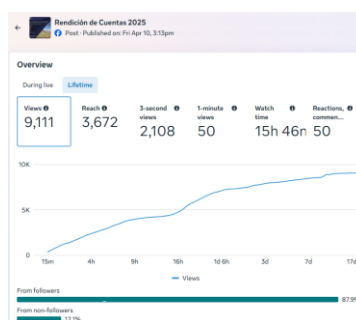 Rendición de Cuentas 2025
Post · Published on: Fri Apr 10, 3:13pm
Overview
During live Lifetime
Views Reach 3-second views 1-minute views Watch time Reactions, commen...
9,111 3,672 2,108 50 15h 46n 50
10K
5K
0
15m 4h 9h 16h 1d 6h 3d 7d 17d
Views
From followers
87.9%
From non-followers
12.1%